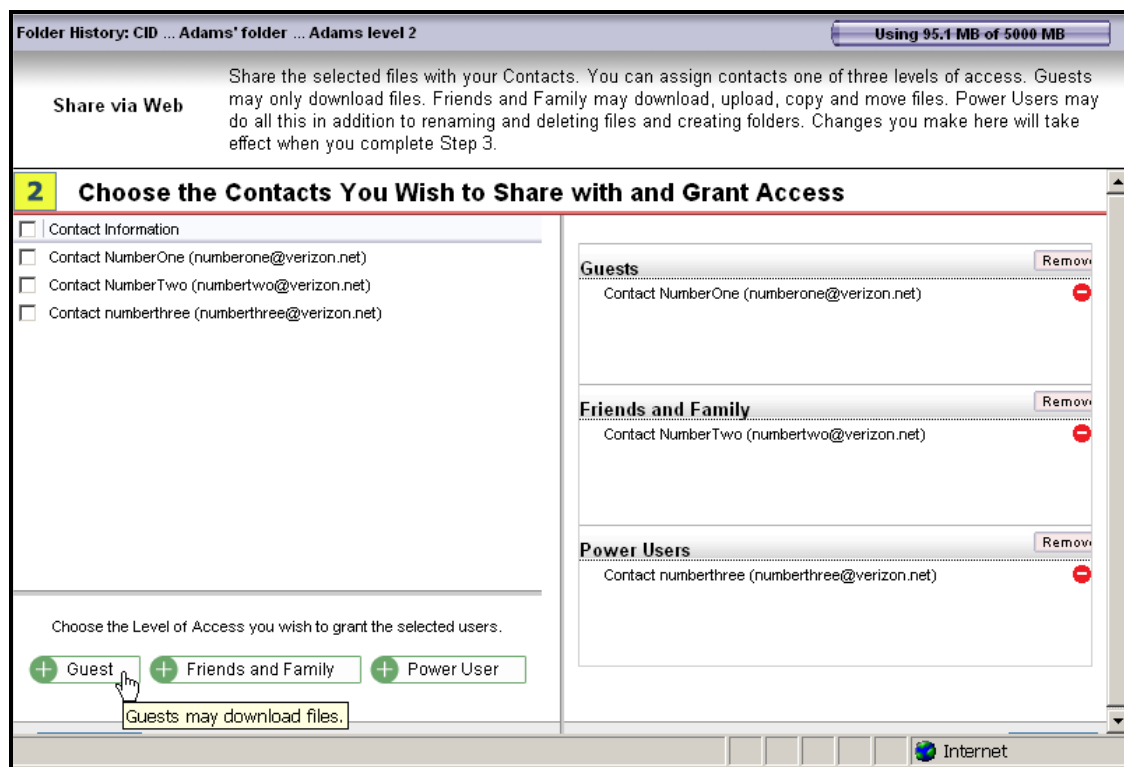 Folder History: CID ... Adams' folder ... Adams level 2
Using 95.1 MB of 5000 MB
Share via Web
Share the selected files with your Contacts. You can assign contacts one of three levels of access. Guests
may only download files. Friends and Family may download, upload, copy and move files. Power Users may
do all this in addition to renaming and deleting files and creating folders. Changes you make here will take
effect when you complete Step 3.
2 Choose the Contacts You Wish to Share with and Grant Access
Contact Information
Contact NumberOne (numberone@verizon.net)
Contact NumberTwo (numbertwo@verizon.net)
Contact numberthree (numberthree@verizon.net)
Choose the Level of Access you wish to grant the selected users.
Guest
Friends and Family
Power User
Guests may download files.
Guests
Remov
Contact NumberOne (numberone@verizon.net)
Friends and Family
Remov
Contact NumberTwo (numbertwo@verizon.net)
Power Users
Remov
Contact numberthree (numberthree@verizon.net)
Internet